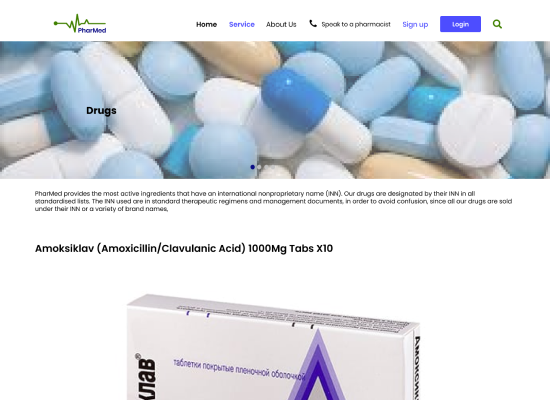 PharMed
Home Service About Us Speak to a pharmacist Sign up Login
Drugs
PharMed provides the most active ingredients that have an international nonproprietary name (INN). Our drugs are designated by their INN in all
standardised lists. The INN used are in standard therapeutic regimens and management documents, in order to avoid confusion, since all our drugs are sold
under their INN or a variety of brand names,
Amoksiklav (Amoxicillin/Clavulanic Acid) 1000Mg Tabs X10
таблетки покрытые пленочной оболочкой